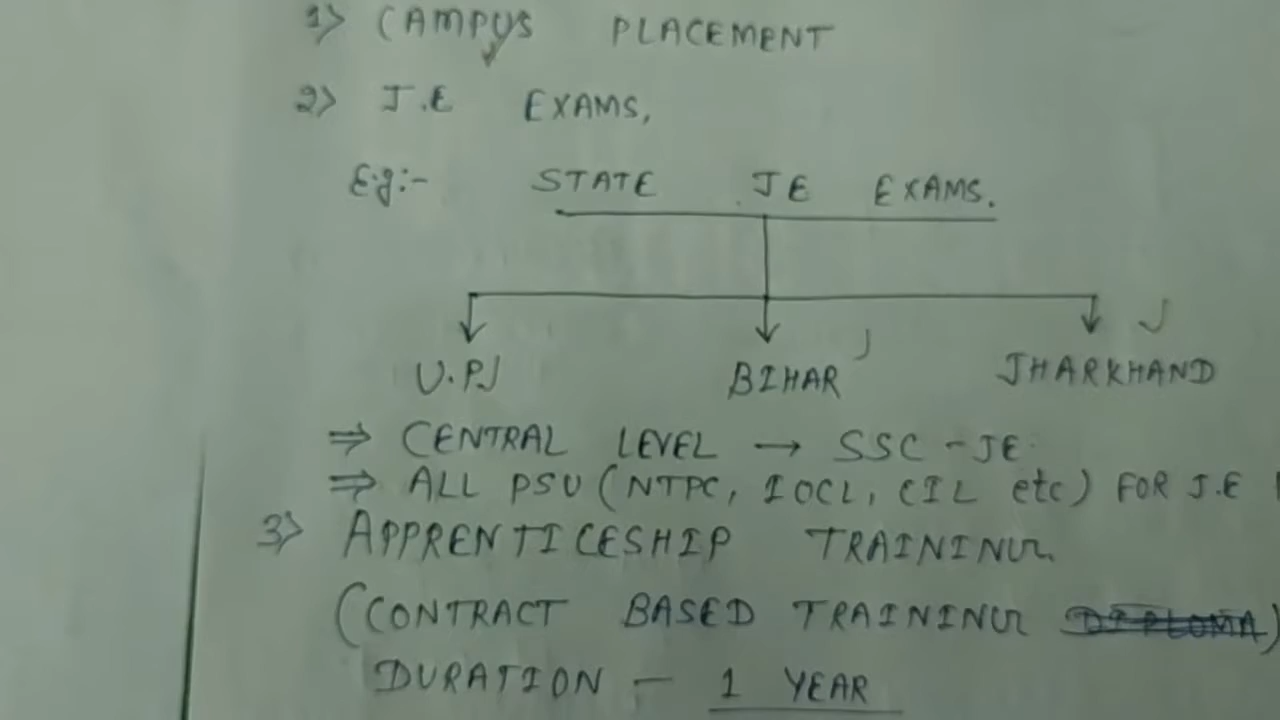 1) CAMPUS PLACEMENT
2) J.E EXAMS,
E.g:- STATE JE EXAMS.
U.P. BIHAR JHARKHAND
⇒ CENTRAL LEVEL → SSC - JE.
⇒ ALL PSU (NTPC, IOCL, CIL etc) FOR J.E
3) APPRENTICESHIP TRAINING
(CONTRACT BASED TRAINING DIPLOMA)
DURATION - 1 YEAR